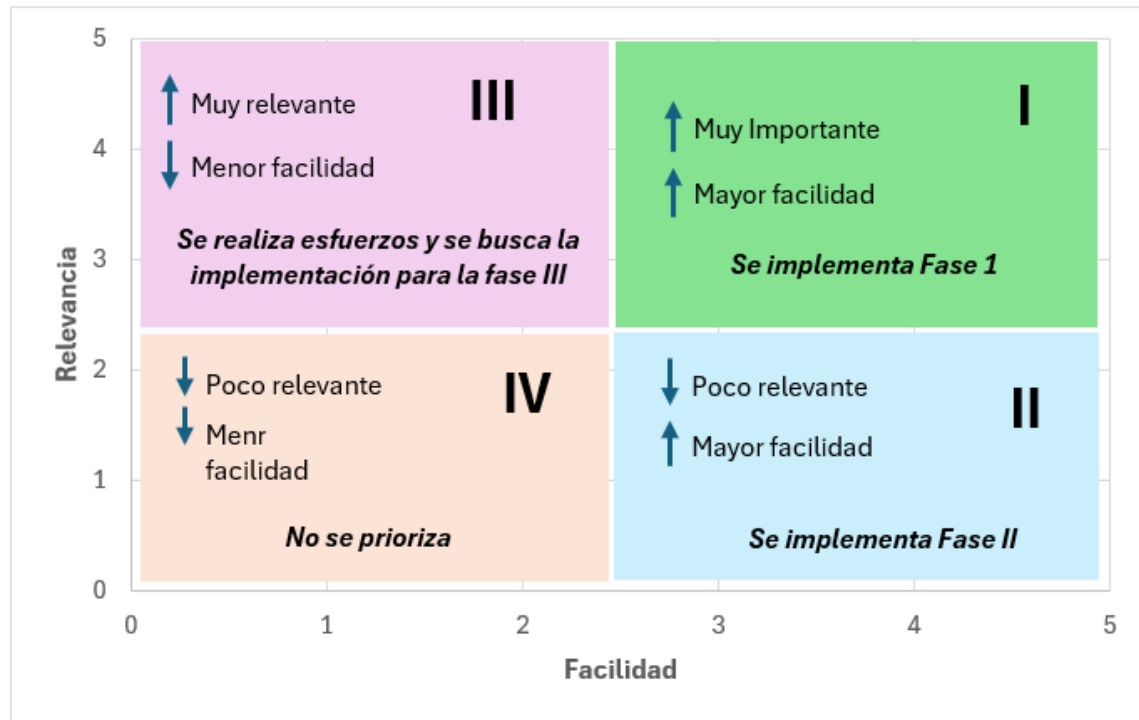 5
4
3
2
1
0
Relevancia
III
Muy relevante
Menor facilidad
Se realiza esfuerzos y se busca la
implementación para la fase III
I
Muy Importante
Mayor facilidad
Se implementa Fase 1
IV
Poco relevante
Menr
facilidad
No se prioriza
II
Poco relevante
Mayor facilidad
Se implementa Fase II
0 1 2 3 4 5
Facilidad